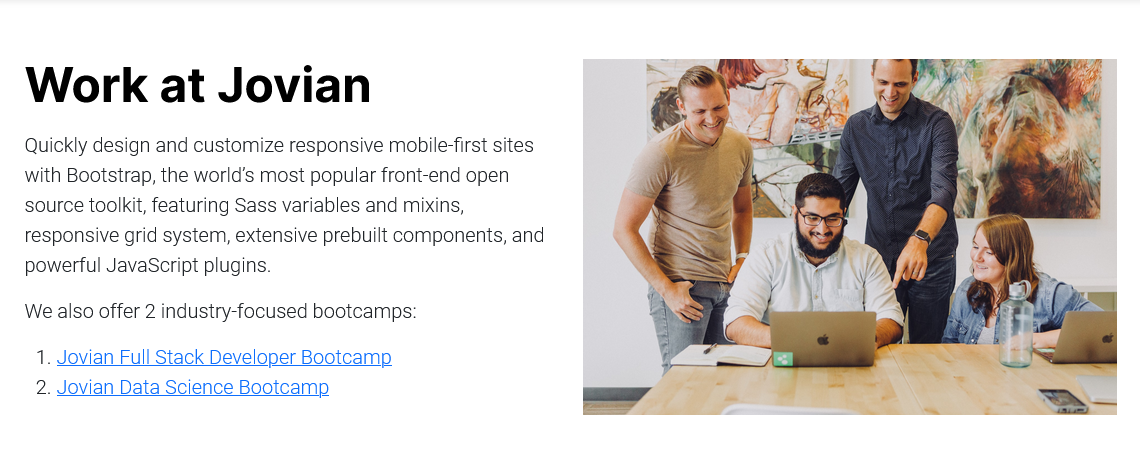 Work at Jovian
Quickly design and customize responsive mobile-first sites
with Bootstrap, the world's most popular front-end open
source toolkit, featuring Sass variables and mixins,
responsive grid system, extensive prebuilt components, and
powerful JavaScript plugins.
We also offer 2 industry-focused bootcamps:
1. Jovian Full Stack Developer Bootcamp
2. Jovian Data Science Bootcamp